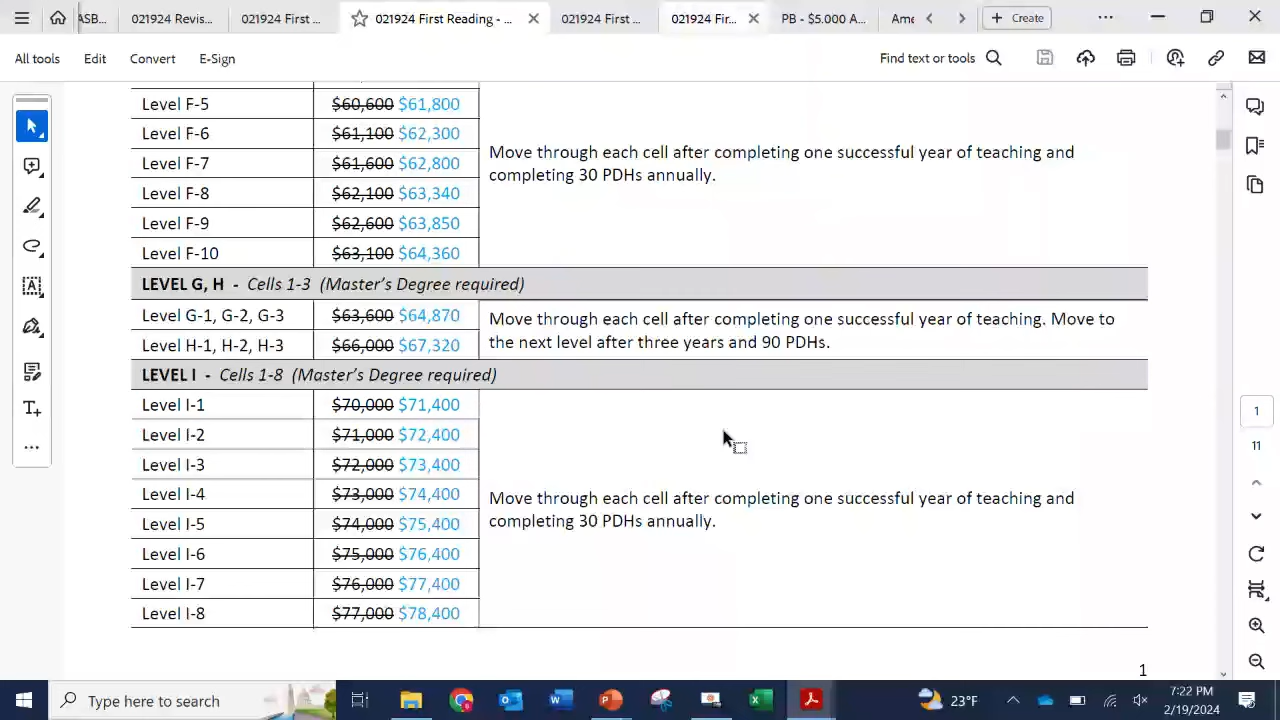 ASB...
021924 Revis...
021924 First ...
021924 First Reading - ...
021924 First ...
021924 Fir...
PB - $5.000 A...
Ame
Create
All tools
Edit
Convert
E-Sign
Find text or tools
Level F-5 $60,600 $61,800
Level F-6 $61,100 $62,300
Level F-7 $61,600 $62,800
Move through each cell after completing one successful year of teaching and
completing 30 PDHs annually.
Level F-8 $62,100 $63,340
Level F-9 $62,600 $63,850
Level F-10 $63,100 $64,360
LEVEL G, H - Cells 1-3 (Master's Degree required)
Level G-1, G-2, G-3 $63,600 $64,870
Level H-1, H-2, H-3 $66,000 $67,320
Move through each cell after completing one successful year of teaching. Move to
the next level after three years and 90 PDHs.
LEVEL I - Cells 1-8 (Master's Degree required)
Level I-1 $70,000 $71,400
Level I-2 $71,000 $72,400
Level I-3 $72,000 $73,400
Level I-4 $73,000 $74,400
Level I-5 $74,000 $75,400
Level I-6 $75,000 $76,400
Level I-7 $76,000 $77,400
Level I-8 $77,000 $78,400
Move through each cell after completing one successful year of teaching and
completing 30 PDHs annually.
1
1
11
Type here to search
23°F
7:22 PM
2/19/2024